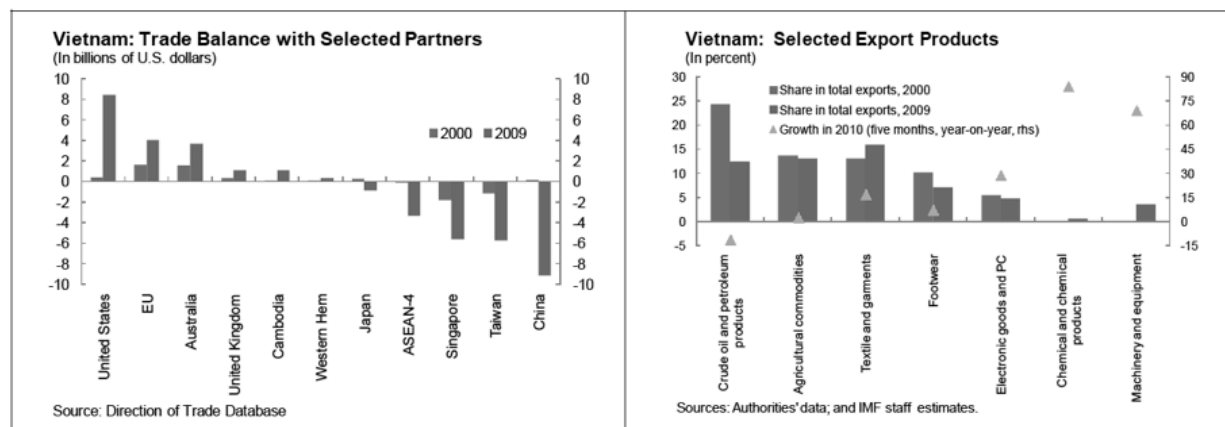 Vietnam: Trade Balance with Selected Partners
(In billions of U.S. dollars)
10
8
6
4
2
0
-2
-4
-6
-8
-10
10
8
6
4
2
0
-2
-4
-6
-8
-10
2000
2009
United States
EU
Australia
United Kingdom
Cambodia
Western Hem
Japan
ASEAN-4
Singapore
Taiwan
China
Source: Direction of Trade Database
Vietnam: Selected Export Products
(In percent)
30
25
20
15
10
5
0
-5
90
75
60
45
30
15
0
-15
Share in total exports, 2000
Share in total exports, 2009
Growth in 2010 (five months, year-on-year, rhs)
Crude oil and petroleum
products
Agricultural commodities
Textile and garments
Footwear
Electronic goods and PC
Chemical and chemical
products
Machinery and equipment
Sources: Authorities' data; and IMF staff estimates.